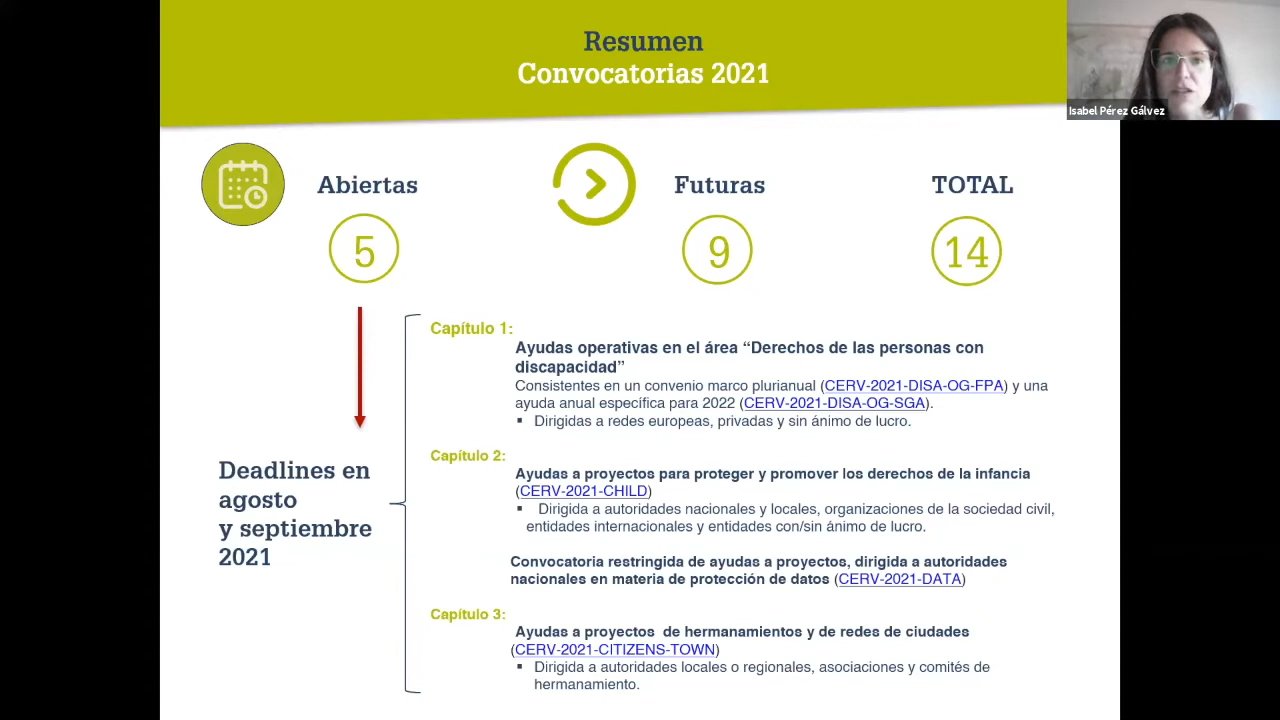 Resumen
Convocatorias 2021
Isabel Pérez Gálvez
Abiertas
Futuras
TOTAL
5
9
14
Deadlines en
agosto
y septiembre
2021
Capítulo 1:
Ayudas operativas en el área “Derechos de las personas con
discapacidad”
Consistentes en un convenio marco plurianual (CERV-2021-DISA-OG-FPA) y una
ayuda anual específica para 2022 (CERV-2021-DISA-OG-SGA).
▪ Dirigidas a redes europeas, privadas y sin ánimo de lucro.
Capítulo 2:
Ayudas a proyectos para proteger y promover los derechos de la infancia
(CERV-2021-CHILD)
▪ Dirigida a autoridades nacionales y locales, organizaciones de la sociedad civil,
entidades internacionales y entidades con/sin ánimo de lucro.
Convocatoria restringida de ayudas a proyectos, dirigida a autoridades
nacionales en materia de protección de datos (CERV-2021-DATA)
Capítulo 3:
Ayudas a proyectos de hermanamientos y de redes de ciudades
(CERV-2021-CITIZENS-TOWN)
▪ Dirigida a autoridades locales o regionales, asociaciones y comités de
hermanamiento.